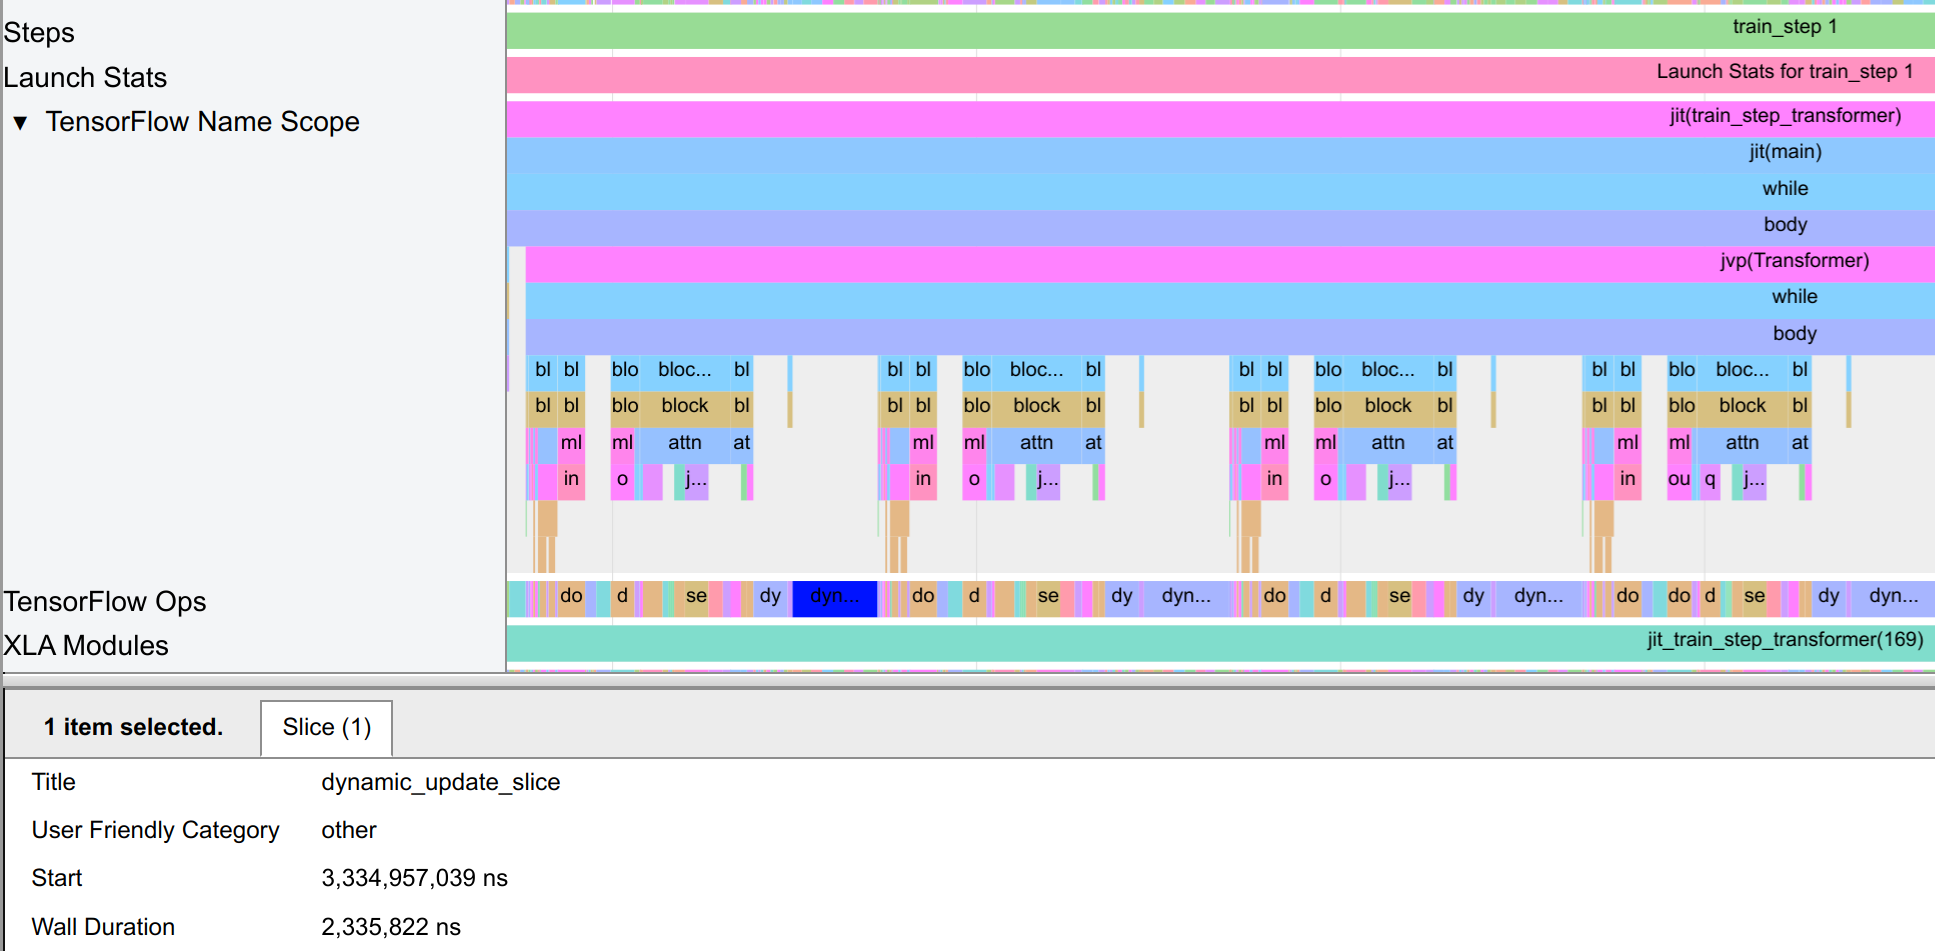 Steps
train_step 1
Launch Stats
Launch Stats for train_step 1
▼ TensorFlow Name Scope
jit(train_step_transformer)
jit(main)
while
body
jvp(Transformer)
while
body
bl bl blo bloc... bl bl bl blo bloc... bl bl bl blo bloc... bl bl bl blo bloc... bl
bl bl blo block bl bl bl blo block bl bl bl blo block bl bl bl blo block bl
ml ml attn at ml ml attn at ml ml attn at ml ml attn at
in o j... in o j... in o j... in ou q j...
TensorFlow Ops
do d se dy dyn... do d se dy dyn... do d se dy dyn... do do d se dy dyn...
XLA Modules
jit_train_step_transformer(169)
1 item selected.
Slice (1)
Title dynamic_update_slice
User Friendly Category other
Start 3,334,957,039 ns
Wall Duration 2,335,822 ns